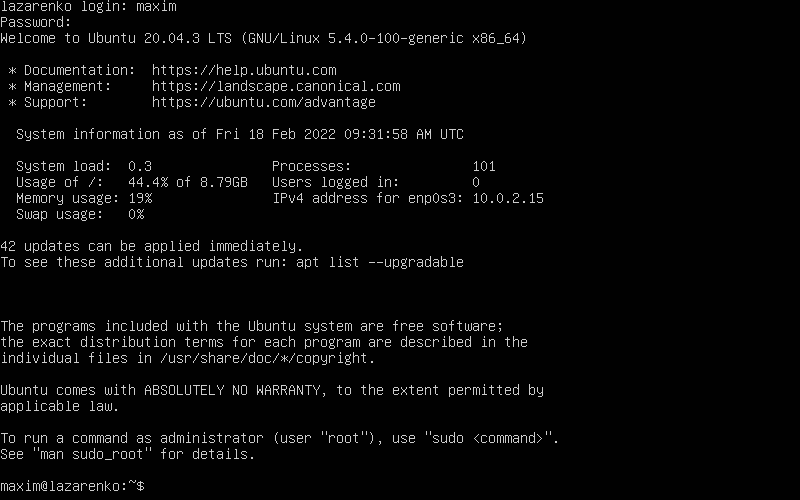 lazarenko login: maxim
Password:
Welcome to Ubuntu 20.04.3 LTS (GNU/Linux 5.4.0-100-generic x86_64)
* Documentation:  https://help.ubuntu.com
* Management:     https://landscape.canonical.com
* Support:        https://ubuntu.com/advantage
System information as of Fri 18 Feb 2022 09:31:58 AM UTC
System load:  0.3               Processes:               101
Usage of /:   44.4% of 8.79GB   Users logged in:         0
Memory usage: 19%               IPv4 address for enp0s3: 10.0.2.15
Swap usage:   0%
42 updates can be applied immediately.
To see these additional updates run: apt list --upgradable
The programs included with the Ubuntu system are free software;
the exact distribution terms for each program are described in the
individual files in /usr/share/doc/*/copyright.
Ubuntu comes with ABSOLUTELY NO WARRANTY, to the extent permitted by
applicable law.
To run a command as administrator (user "root"), use "sudo <command>".
See "man sudo_root" for details.
maxim@lazarenko:~$